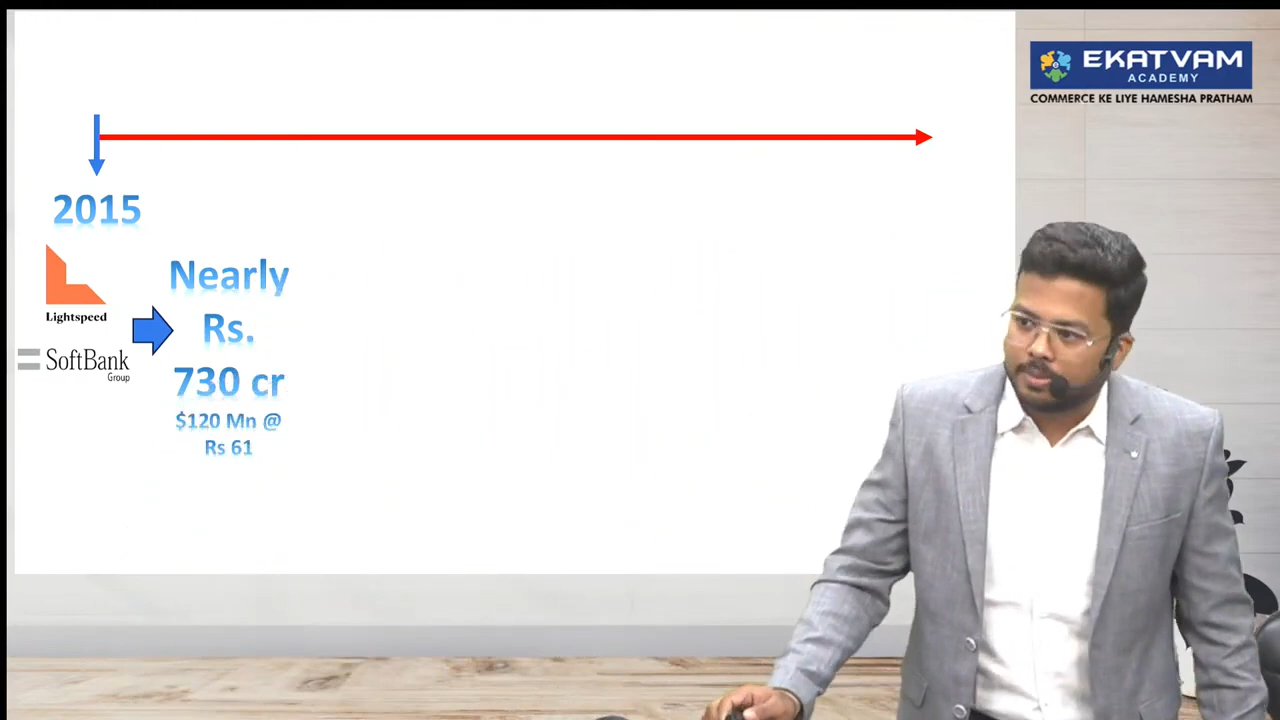 EKATVAM
ACADEMY
COMMERCE KE LIYE HAMESHA PRATHAM
2015
Lightspeed
SoftBank
Group
Nearly
Rs.
730 cr
$120 Mn @
Rs 61